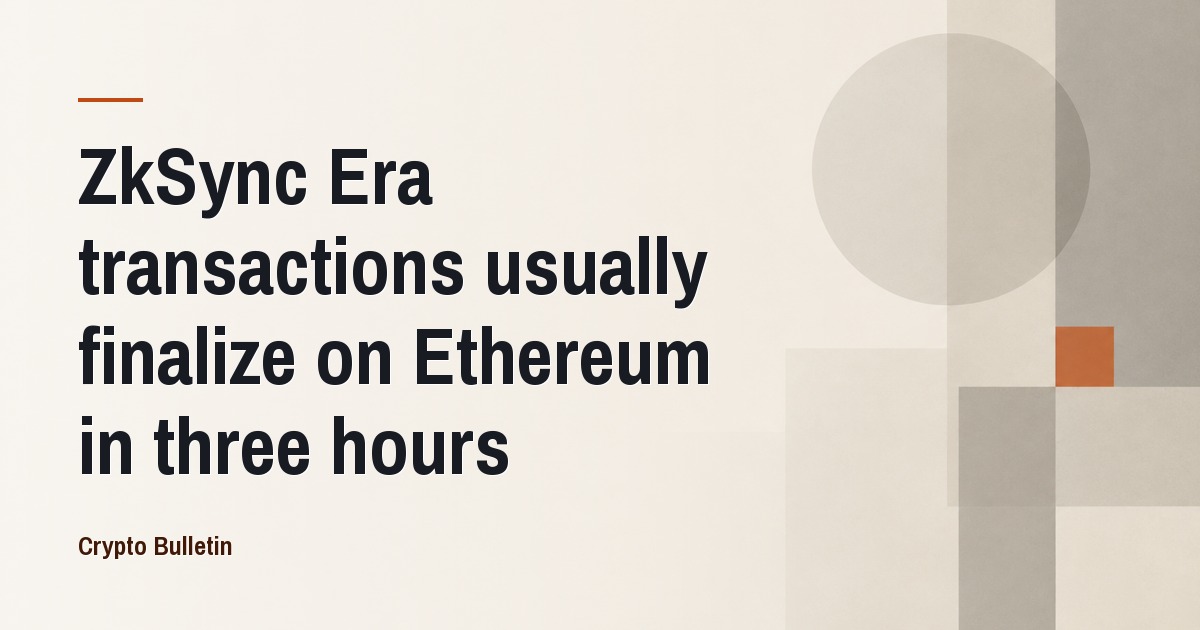 ZkSync Era
transactions usually
finalize on Ethereum
in three hours
Crypto Bulletin